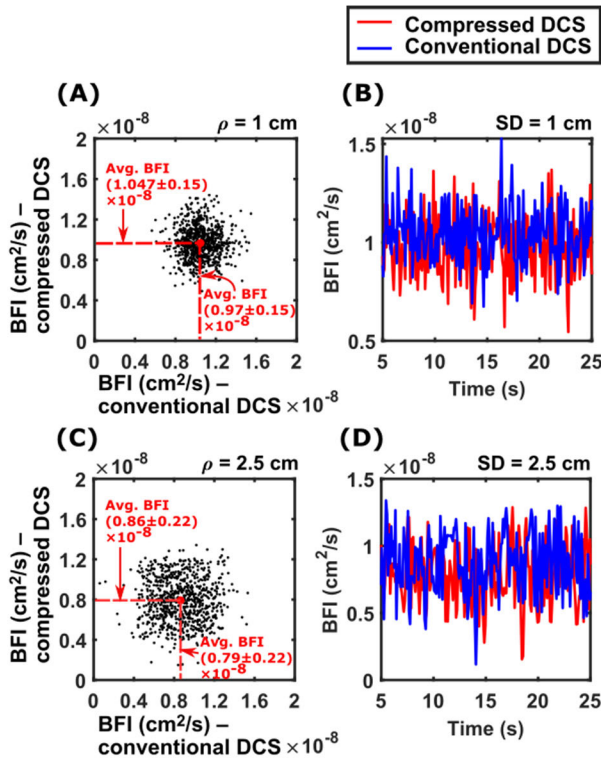 Compressed DCS
Conventional DCS
(A)
×10⁻⁸
ρ = 1 cm
2
1.6
1.2
0.8
0.4
0
Avg. BFI
(1.047±0.15)
×10⁻⁸
Avg. BFI
(0.97±0.15)
×10⁻⁸
BFI (cm²/s) –
compressed DCS
0 0.4 0.8 1.2 1.6 2
BFI (cm²/s) –
conventional DCS ×10⁻⁸
(B)
×10⁻⁸
SD = 1 cm
1.5
1
0.5
BFI (cm²/s)
5 10 15 20 25
Time (s)
(C)
×10⁻⁸
ρ = 2.5 cm
2
1.6
1.2
0.8
0.4
0
Avg. BFI
(0.86±0.22)
×10⁻⁸
Avg. BFI
(0.79±0.22)
×10⁻⁸
BFI (cm²/s) –
compressed DCS
0 0.4 0.8 1.2 1.6 2
BFI (cm²/s) –
conventional DCS ×10⁻⁸
(D)
×10⁻⁸
SD = 2.5 cm
1.5
1
0.5
0
BFI (cm²/s)
5 10 15 20 25
Time (s)